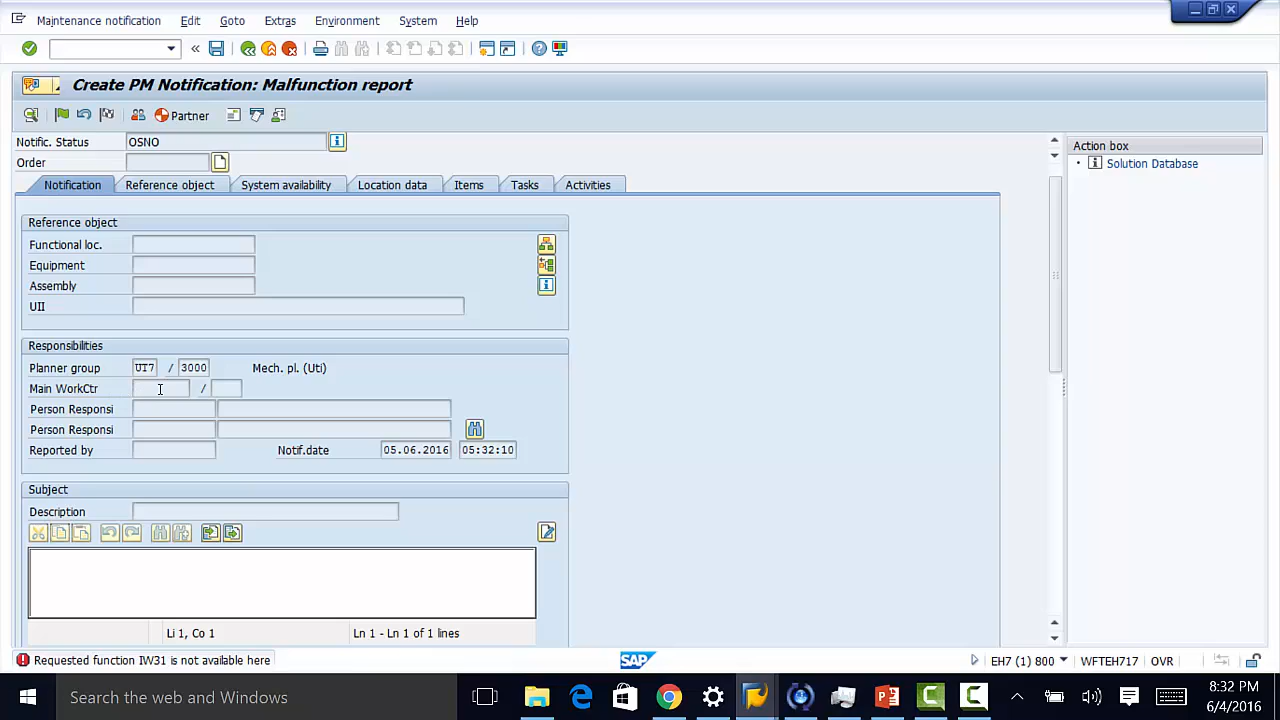 Maintenance notification Edit Goto Extras Environment System Help
Create PM Notification: Malfunction report
Partner
Notific. Status OSNO
Order
Action box
Solution Database
Notification Reference object System availability Location data Items Tasks Activities
Reference object
Functional loc.
Equipment
Assembly
UII
Responsibilities
Planner group UT7 / 3000 Mech. pl. (Uti)
Main WorkCtr /
Person Responsi
Person Responsi
Reported by Notif.date 05.06.2016 05:32:10
Subject
Description
Li 1, Co 1 Ln 1 - Ln 1 of 1 lines
Requested function IW31 is not available here SAP EH7 (1) 800 WFTEH717 OVR
Search the web and Windows
8:32 PM
6/4/2016